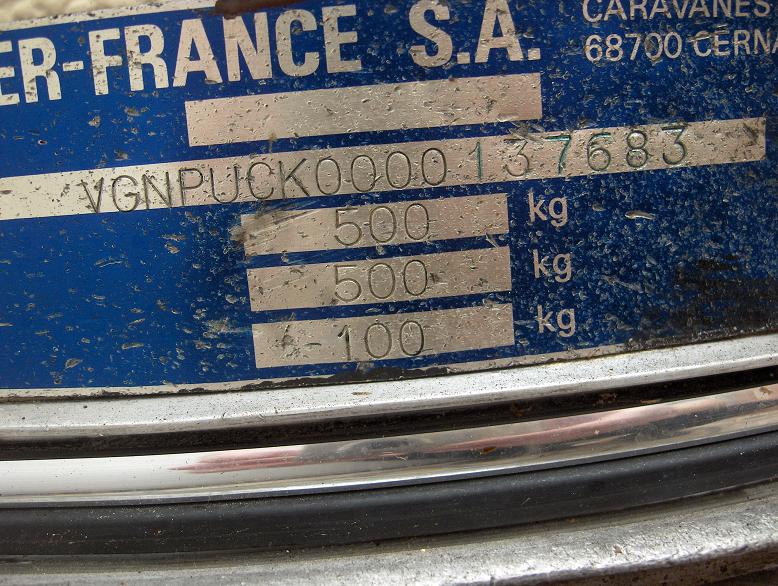 ER-FRANCE S.A.
CARAVANES
68700 CERNA
VGNPUCK0000137683
500 kg
500 kg
100 kg